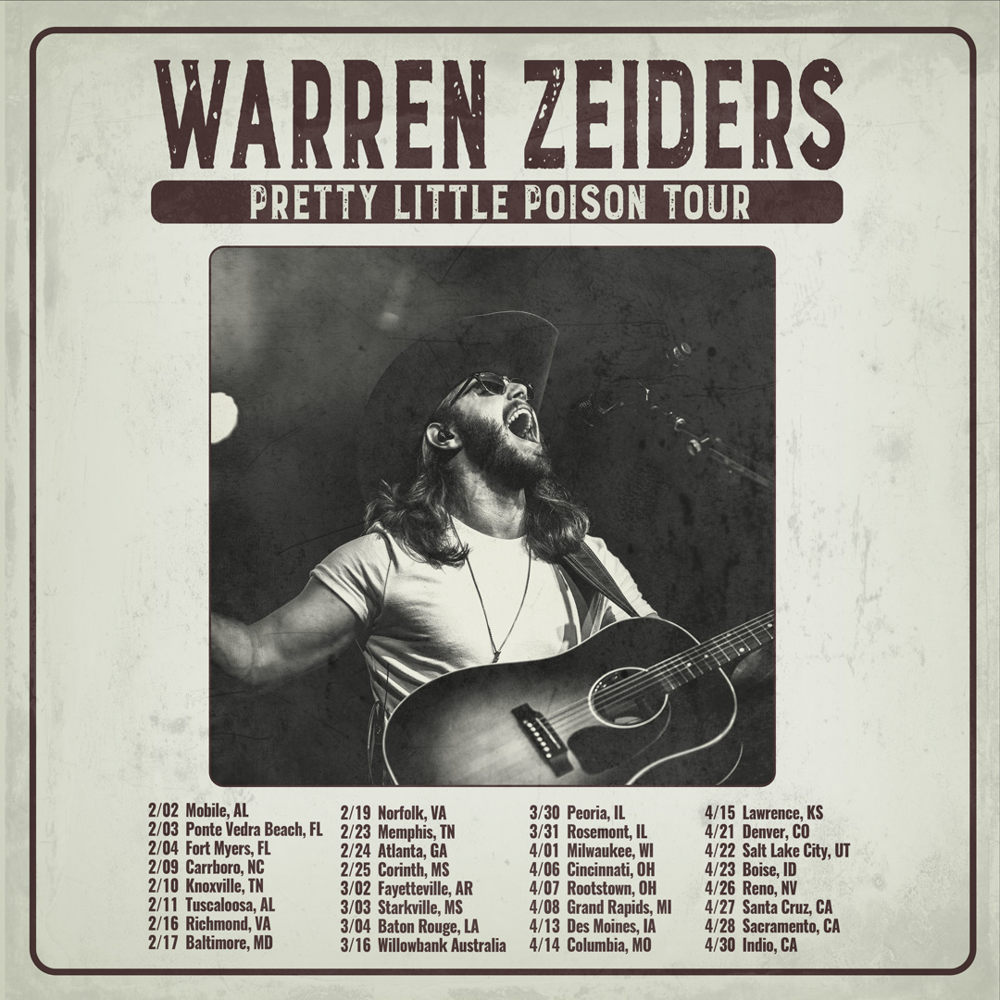 WARREN ZEIDERS
PRETTY LITTLE POISON TOUR
2/02 Mobile, AL
2/03 Ponte Vedra Beach, FL
2/04 Fort Myers, FL
2/09 Carrboro, NC
2/10 Knoxville, TN
2/11 Tuscaloosa, AL
2/16 Richmond, VA
2/17 Baltimore, MD
2/19 Norfolk, VA
2/23 Memphis, TN
2/24 Atlanta, GA
2/25 Corinth, MS
3/02 Fayetteville, AR
3/03 Starkville, MS
3/04 Baton Rouge, LA
3/16 Willowbank Australia
3/30 Peoria, IL
3/31 Rosemont, IL
4/01 Milwaukee, WI
4/06 Cincinnati, OH
4/07 Rootstown, OH
4/08 Grand Rapids, MI
4/13 Des Moines, IA
4/14 Columbia, MO
4/15 Lawrence, KS
4/21 Denver, CO
4/22 Salt Lake City, UT
4/23 Boise, ID
4/26 Reno, NV
4/27 Santa Cruz, CA
4/28 Sacramento, CA
4/30 Indio, CA